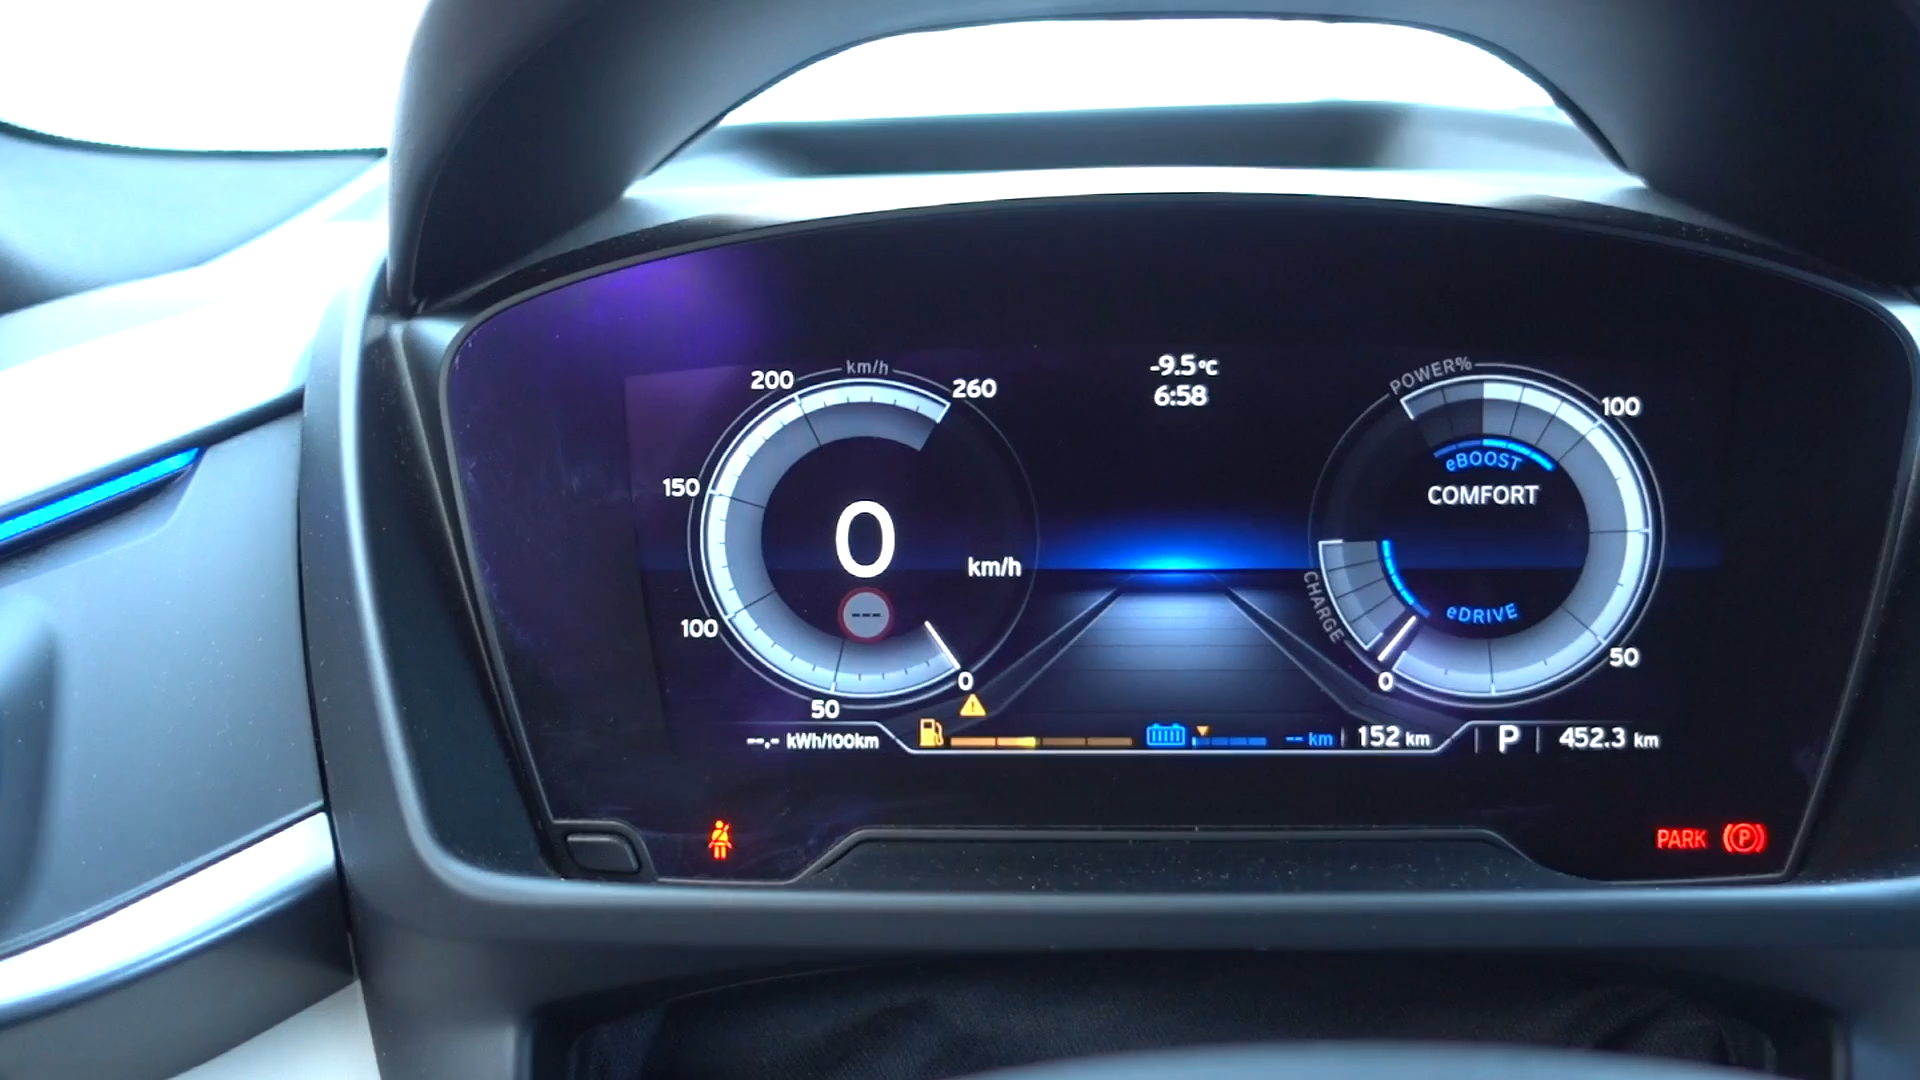 -9.5°C
6:58
km/h
200
260
150
100
50
0
0
km/h
---
POWER%
100
eBOOST
COMFORT
eDRIVE
CHARGE
50
0
--.- kWh/100km
-- km
152 km
P
452.3 km
PARK
P